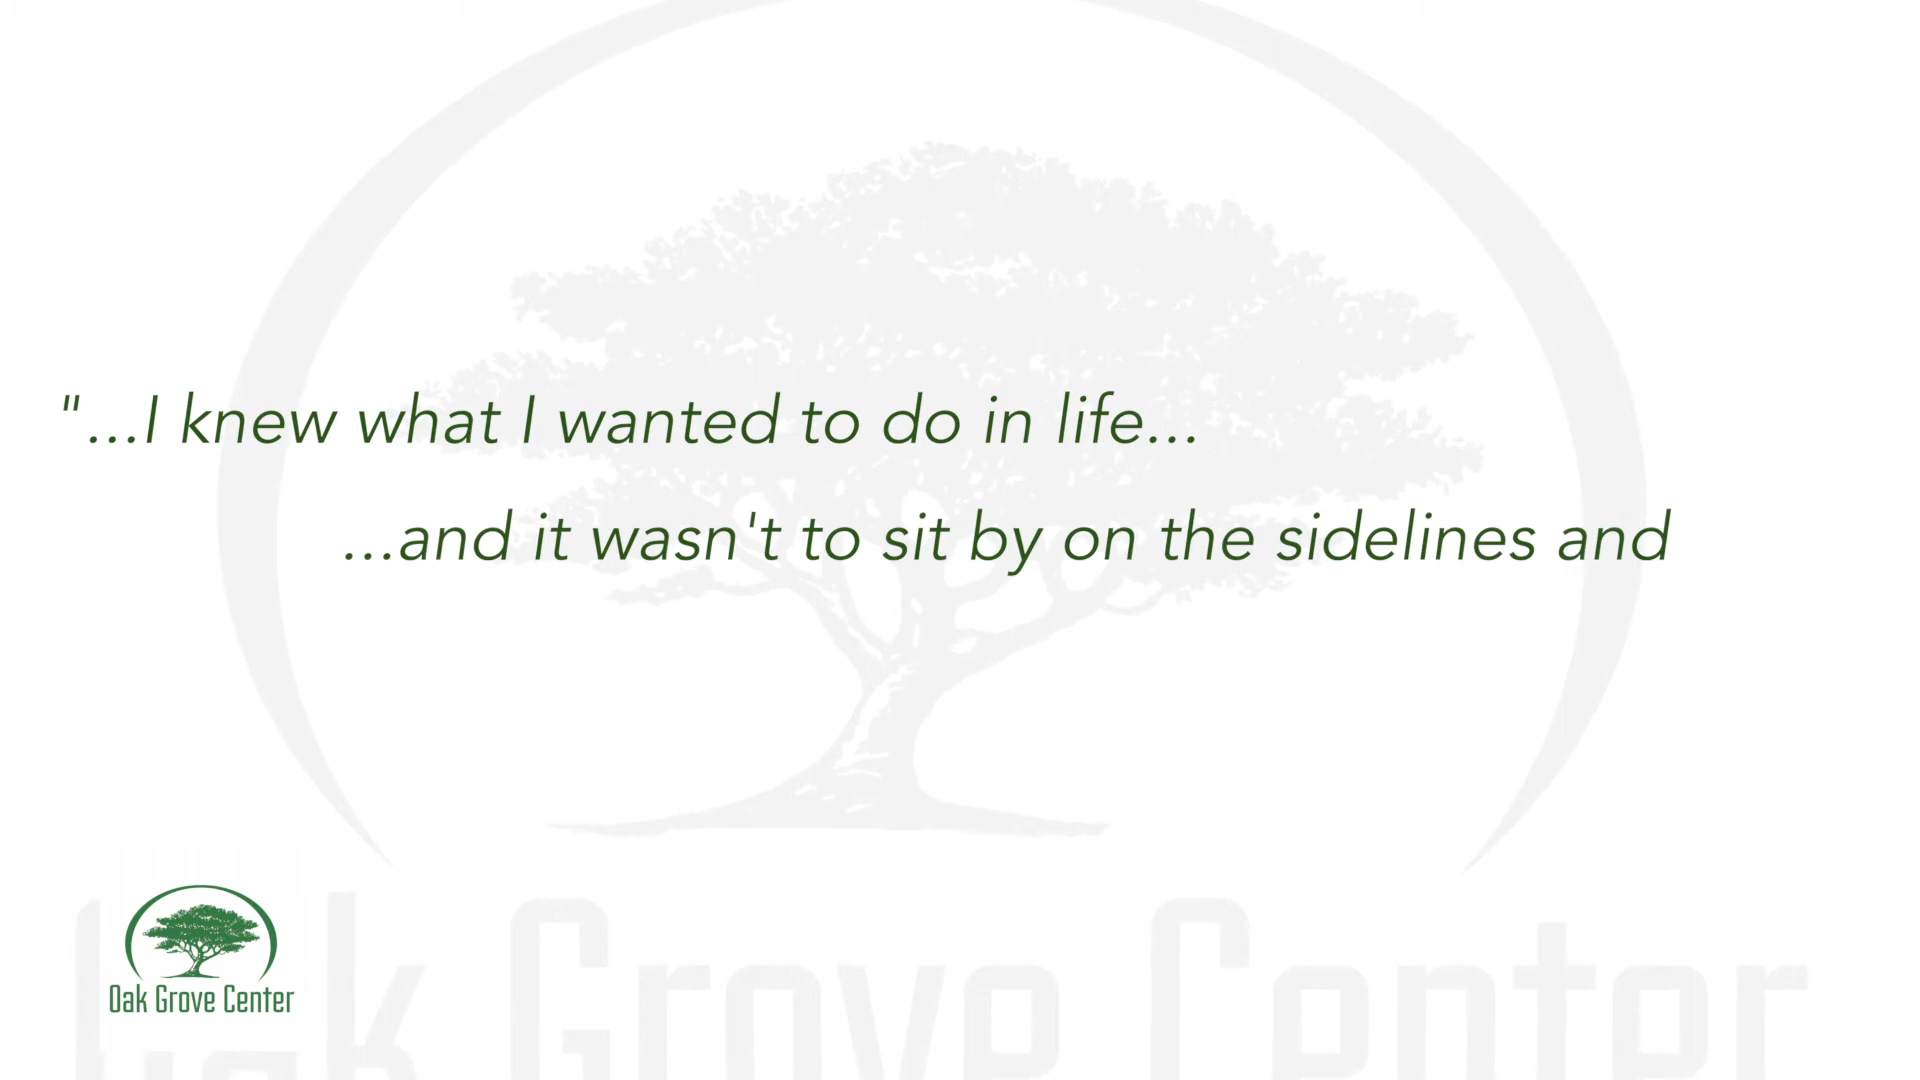 "...I knew what I wanted to do in life...
...and it wasn't to sit by on the sidelines and
Oak Grove Center
Oak Grove Center